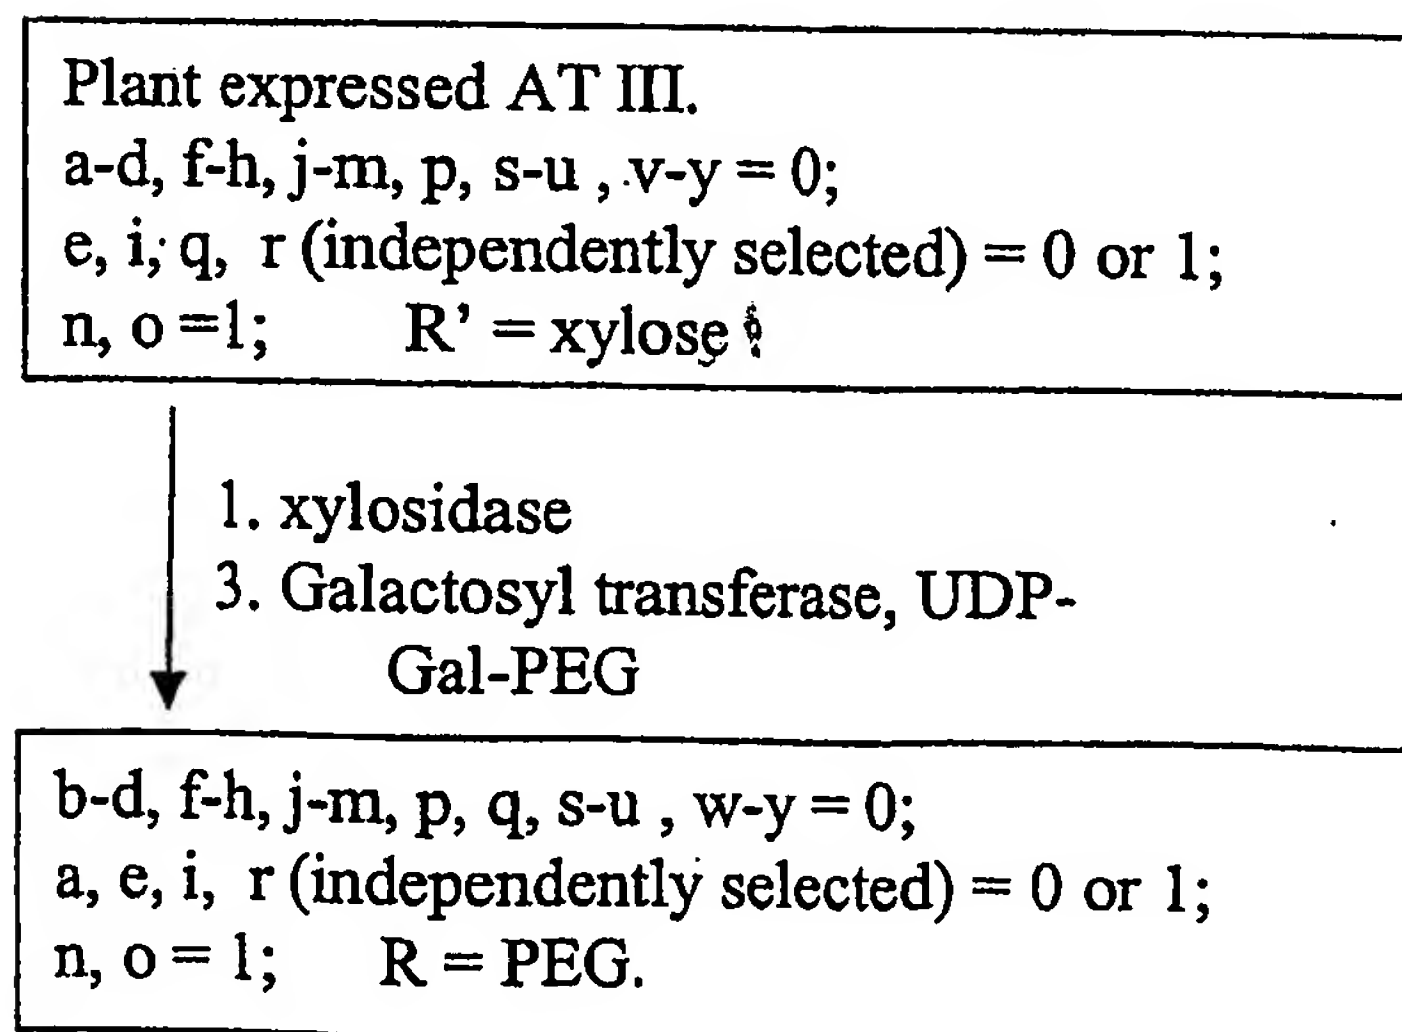 Plant expressed AT III.
a-d, f-h, j-m, p, s-u , v-y = 0;
e, i, q, r (independently selected) = 0 or 1;
n, o =1; R’ = xylose
1. xylosidase
3. Galactosyl transferase, UDP-
Gal-PEG
b-d, f-h, j-m, p, q, s-u , w-y = 0;
a, e, i, r (independently selected) = 0 or 1;
n, o = 1; R = PEG.